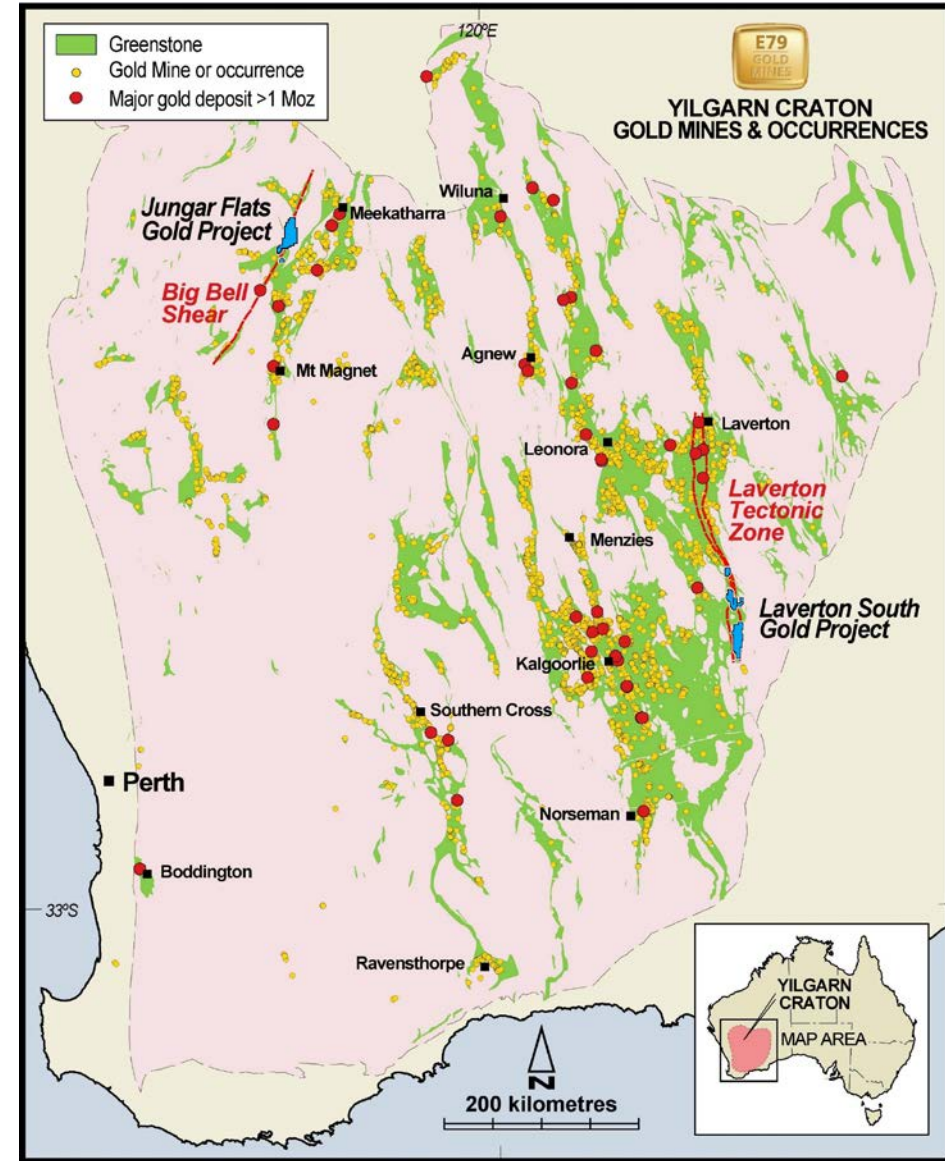 Greenstone
Gold Mine or occurrence
Major gold deposit >1 Moz
120ºE
E79
GOLD
MINES
YILGARN CRATON
GOLD MINES & OCCURRENCES
Jungar Flats
Gold Project
Meekatharra
Wiluna
Big Bell
Shear
Agnew
Mt Magnet
Laverton
Leonora
Laverton
Tectonic
Zone
Menzies
Laverton South
Gold Project
Kalgoorlie
Southern Cross
Perth
Norseman
Boddington
33ºS
Ravensthorpe
YILGARN
CRATON
MAP AREA
N
200 kilometres